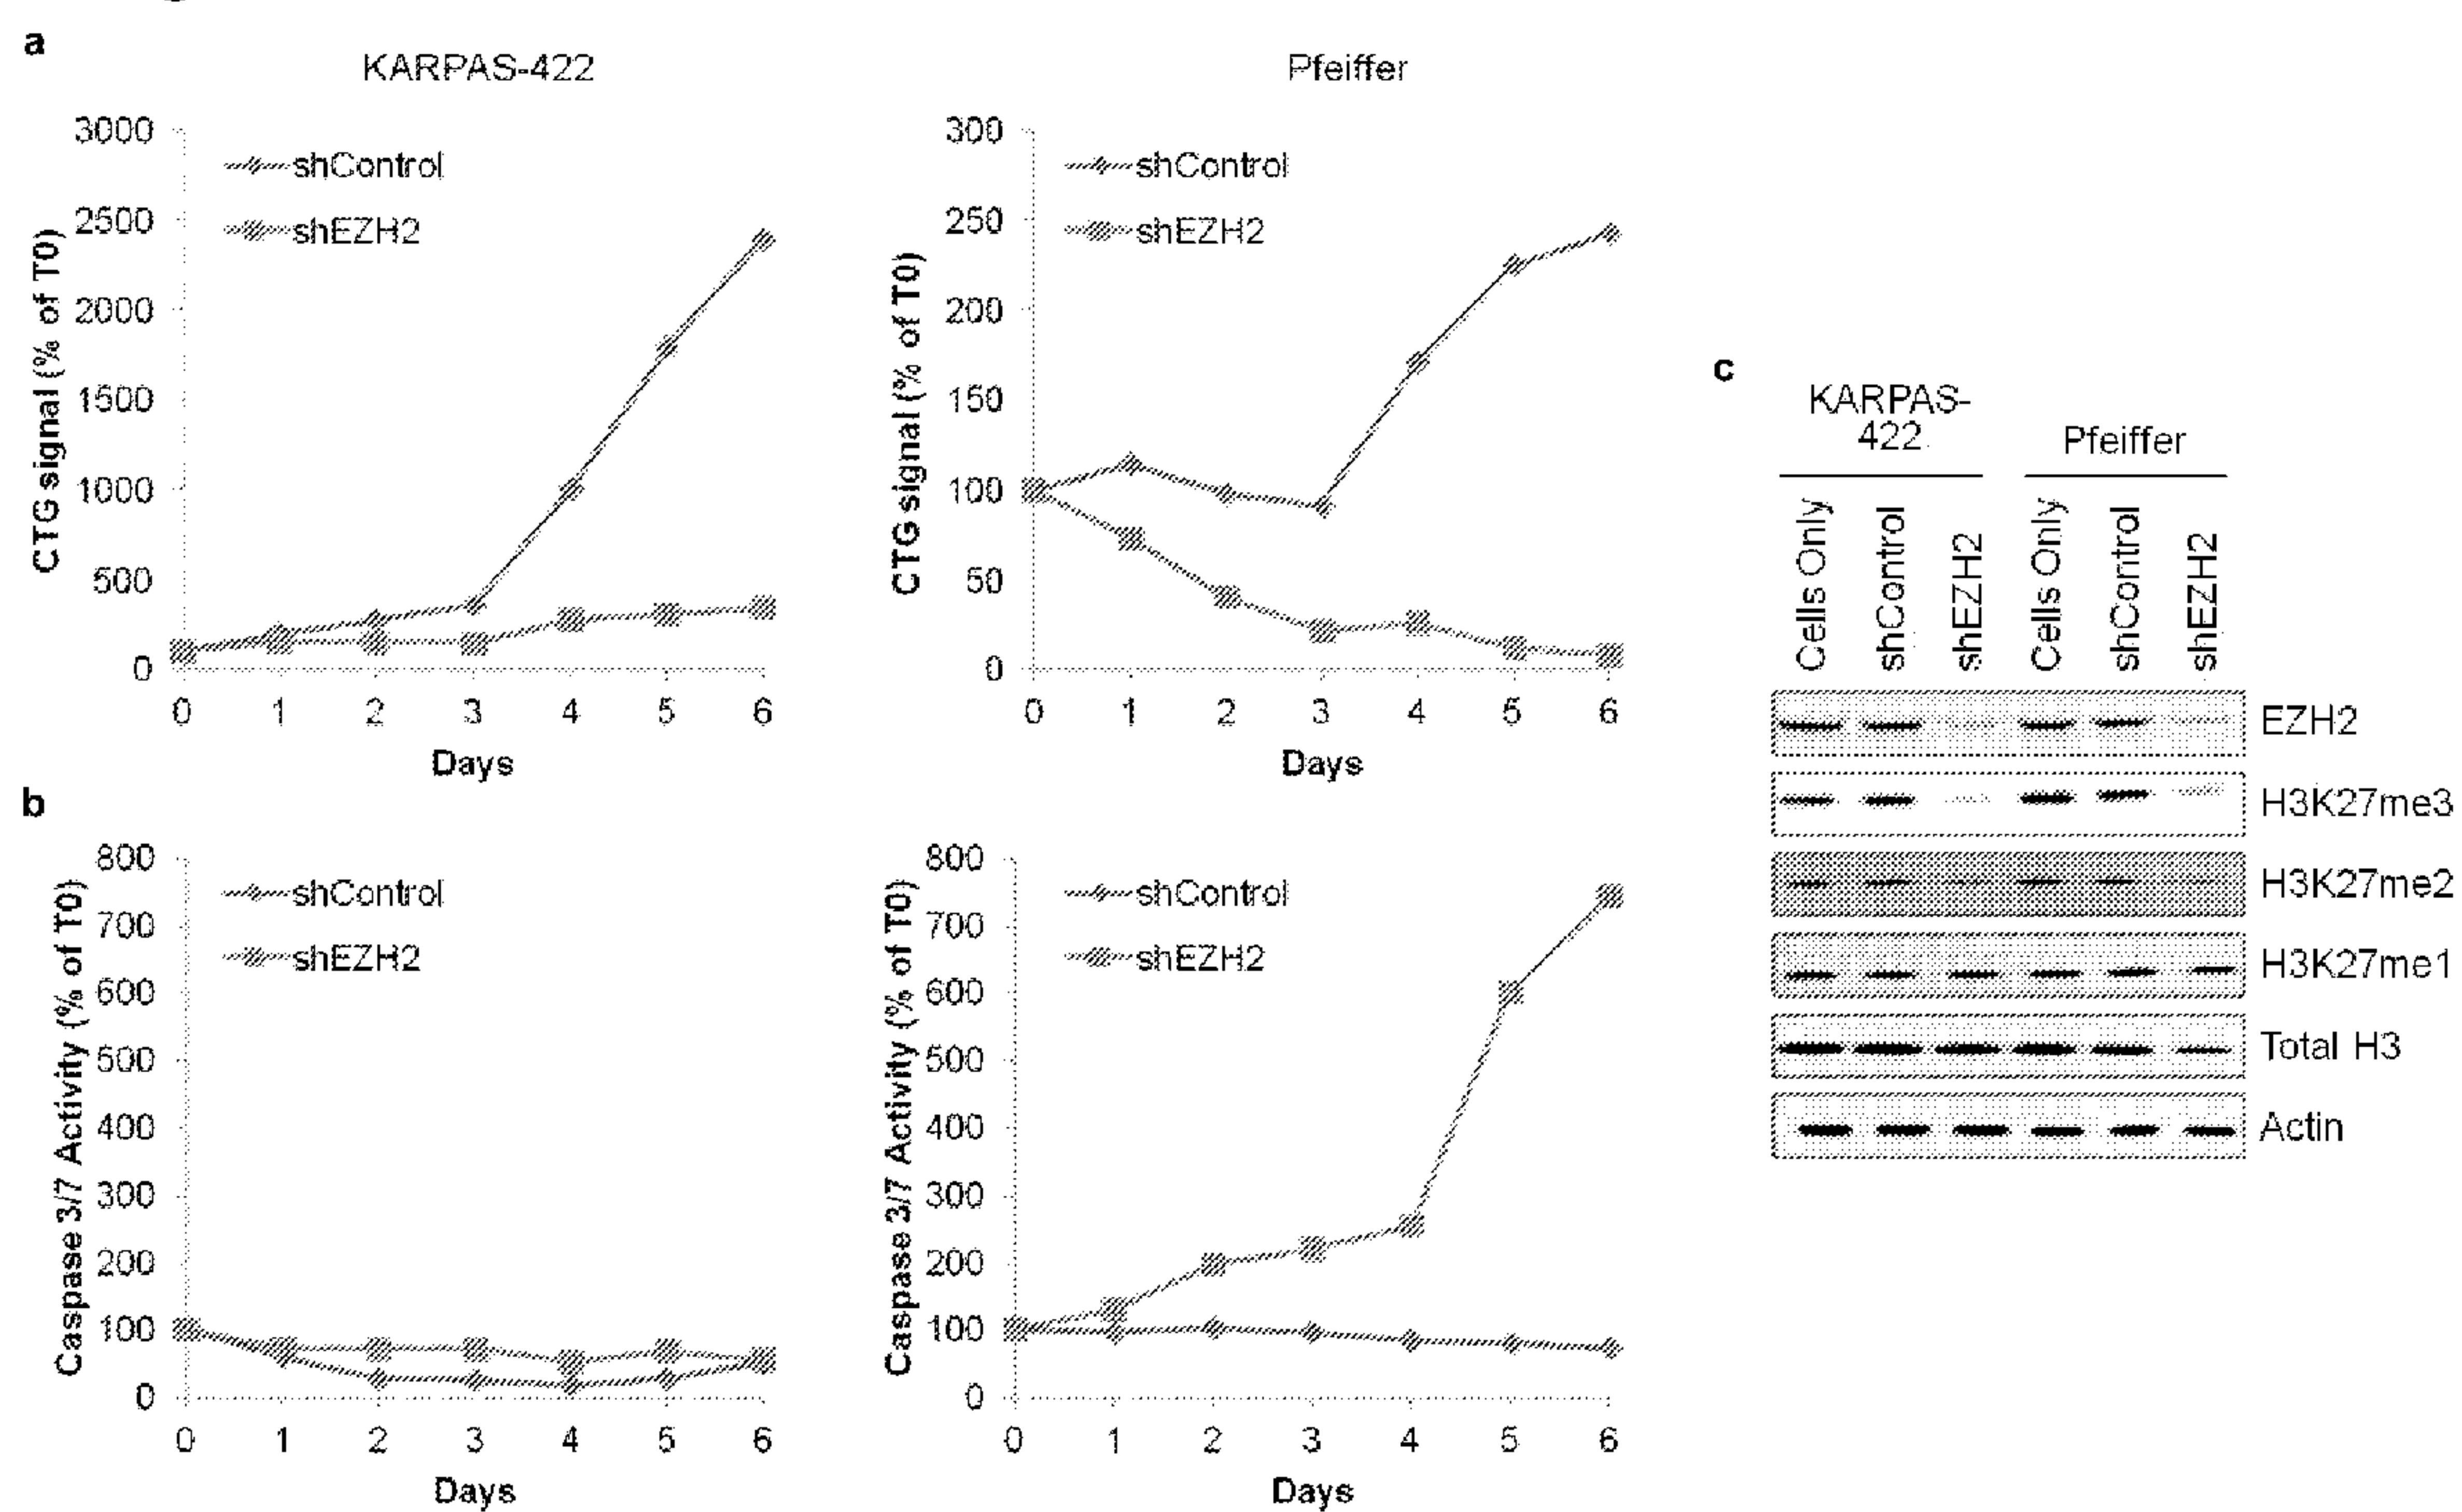 a
KARPAS-422
3000
2500
2000
1500
1000
500
0
CTG signal (% of T0)
shControl
shEZH2
0 1 2 3 4 5 6
Days
Pfeiffer
300
250
200
150
100
50
0
CTG signal (% of T0)
shControl
shEZH2
0 1 2 3 4 5 6
Days
b
800
700
600
500
400
300
200
100
0
Caspase 3/7 Activity (% of T0)
shControl
shEZH2
0 1 2 3 4 5 6
Days
800
700
600
500
400
300
200
100
0
Caspase 3/7 Activity (% of T0)
shControl
shEZH2
0 1 2 3 4 5 6
Days
c
KARPAS-
422
Pfeiffer
Cells Only
shControl
shEZH2
Cells Only
shControl
shEZH2
EZH2
H3K27me3
H3K27me2
H3K27me1
Total H3
Actin